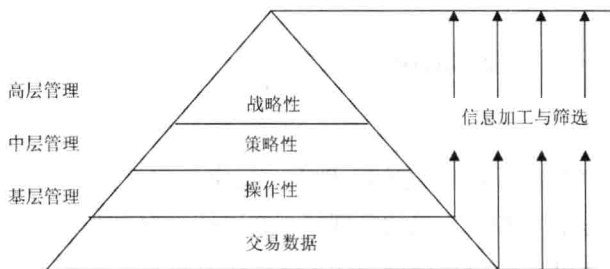 高层管理
战略性
信息加工与筛选
中层管理
策略性
基层管理
操作性
交易数据